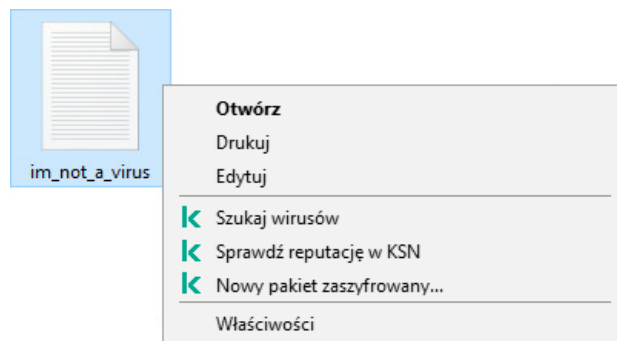 im_not_a_virus
Otwórz
Drukuj
Edytuj
Szukaj wirusów
Sprawdź reputację w KSN
Nowy pakiet zaszyfrowany...
Właściwości